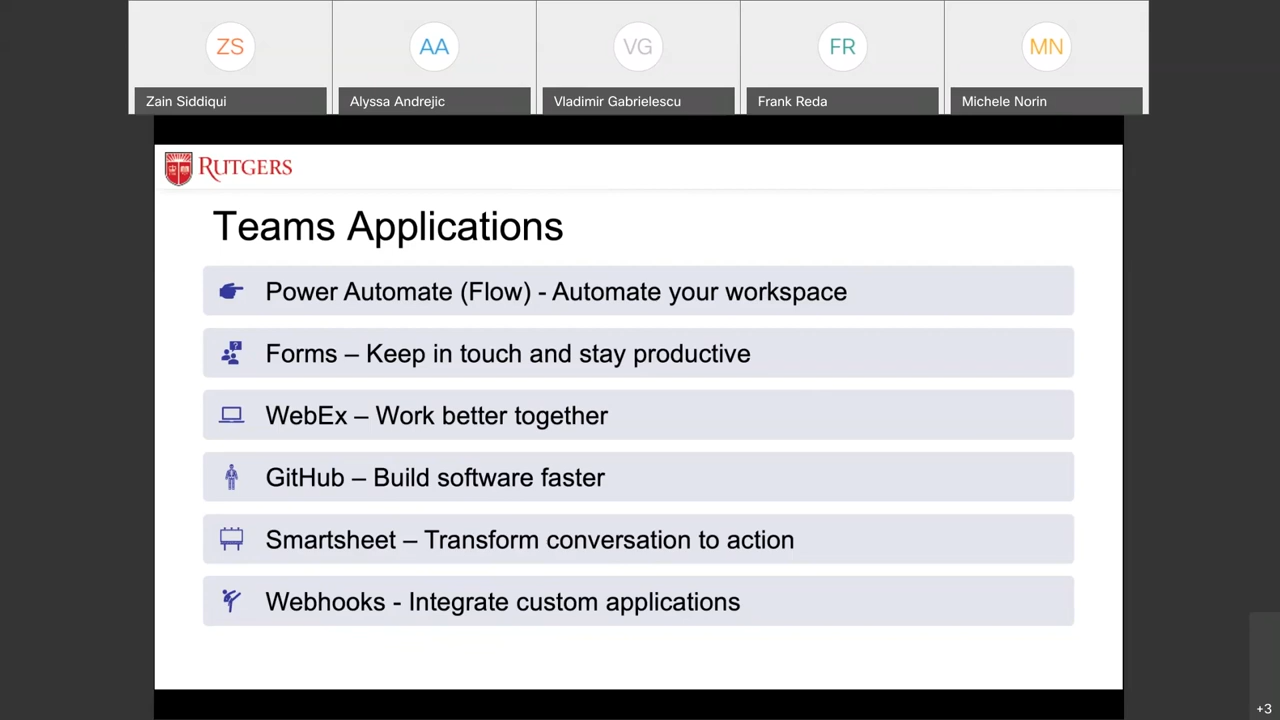 ZS
AA
VG
FR
MN
Zain Siddiqui
Alyssa Andrejic
Vladimir Gabrielescu
Frank Reda
Michele Norin
RUTGERS
Teams Applications
Power Automate (Flow) - Automate your workspace
Forms – Keep in touch and stay productive
WebEx – Work better together
GitHub – Build software faster
Smartsheet – Transform conversation to action
Webhooks - Integrate custom applications
+3